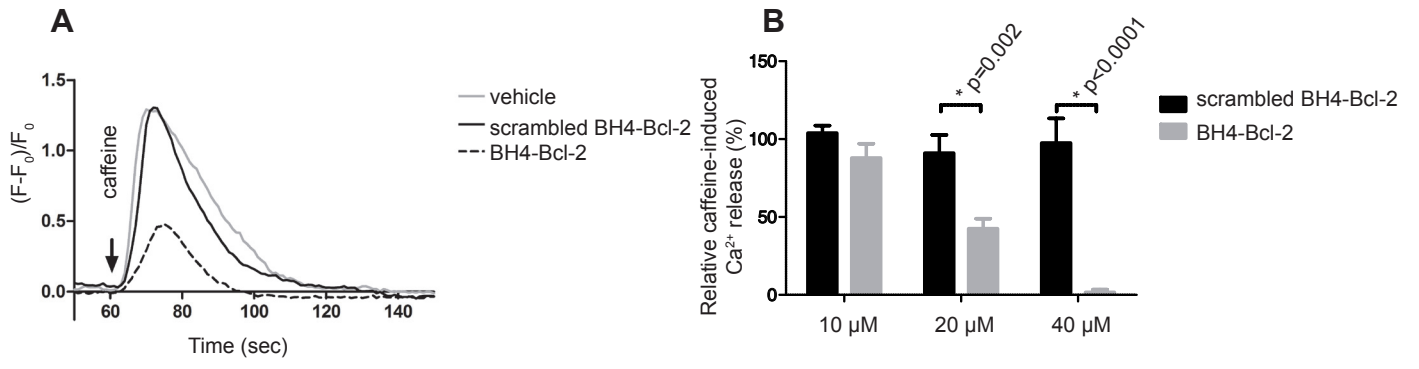 A
(F-F₀)/F₀
1.5
1.0
0.5
0.0
caffeine
60
80
100
120
140
Time (sec)
vehicle
scrambled BH4-Bcl-2
BH4-Bcl-2
B
Relative caffeine-induced
Ca²⁺ release (%)
150
100
50
0
* p=0.002
* p<0.0001
10 µM
20 µM
40 µM
scrambled BH4-Bcl-2
BH4-Bcl-2